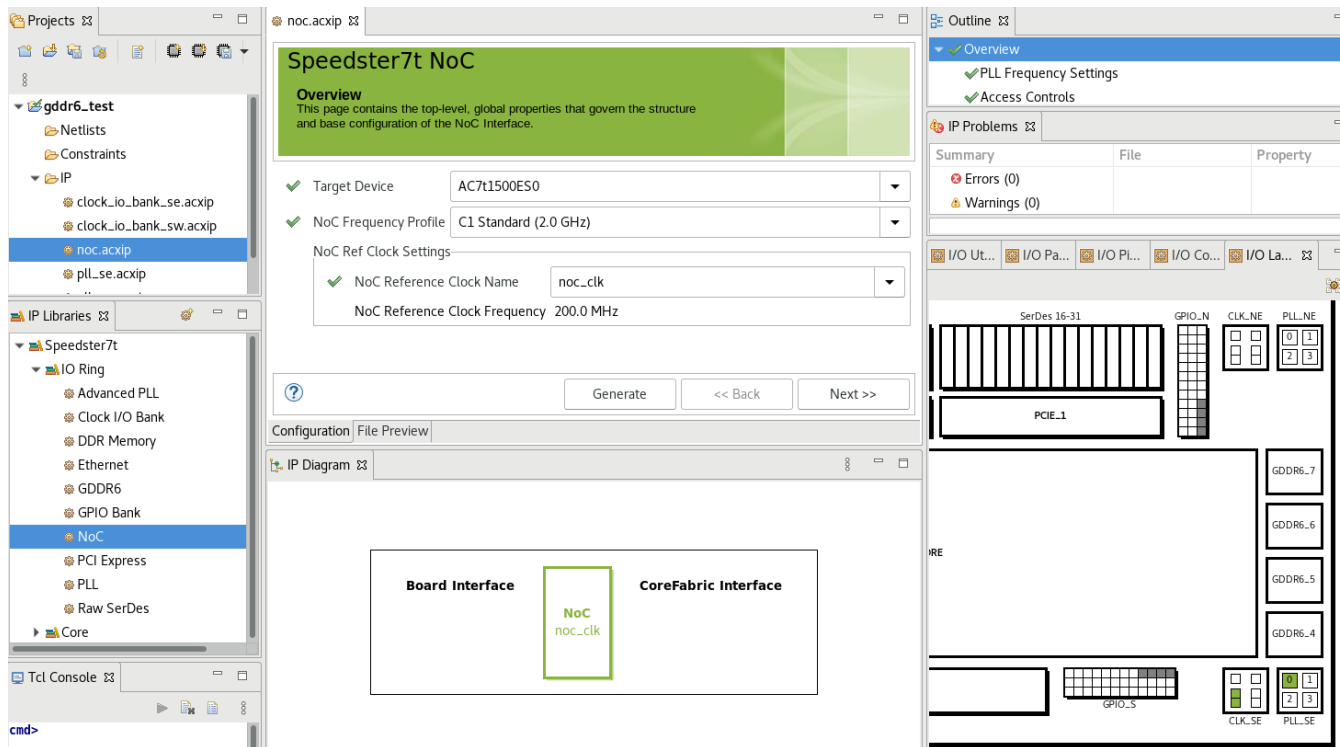 Projects
gddr6_test
Netlists
Constraints
IP
clock_io_bank_se.acxip
clock_io_bank_sw.acxip
noc.acxip
pll_se.acxip
IP Libraries
Speedster7t
IO Ring
Advanced PLL
Clock I/O Bank
DDR Memory
Ethernet
GDDR6
GPIO Bank
NoC
PCI Express
PLL
Raw SerDes
Core
Tcl Console
cmd>
noc.acxip
Speedster7t NoC
Overview
This page contains the top-level, global properties that govern the structure
and base configuration of the NoC Interface.
Target Device AC7t1500ES0
NoC Frequency Profile C1 Standard (2.0 GHz)
NoC Ref Clock Settings
NoC Reference Clock Name noc_clk
NoC Reference Clock Frequency 200.0 MHz
? Generate << Back Next >>
Configuration File Preview
IP Diagram
Board Interface
NoC
noc_clk
CoreFabric Interface
Outline
Overview
PLL Frequency Settings
Access Controls
IP Problems
Summary File Property
Errors (0)
Warnings (0)
I/O Ut... I/O Pa... I/O Pi... I/O Co... I/O La...
SerDes 16-31 GPIO_N CLK_NE PLL_NE
0 1
2 3
PCIE_1
GDDR6_7
GDDR6_6
GDDR6_5
GDDR6_4
ORE
0 1
2 3
GPIO_S CLK_SE PLL_SE